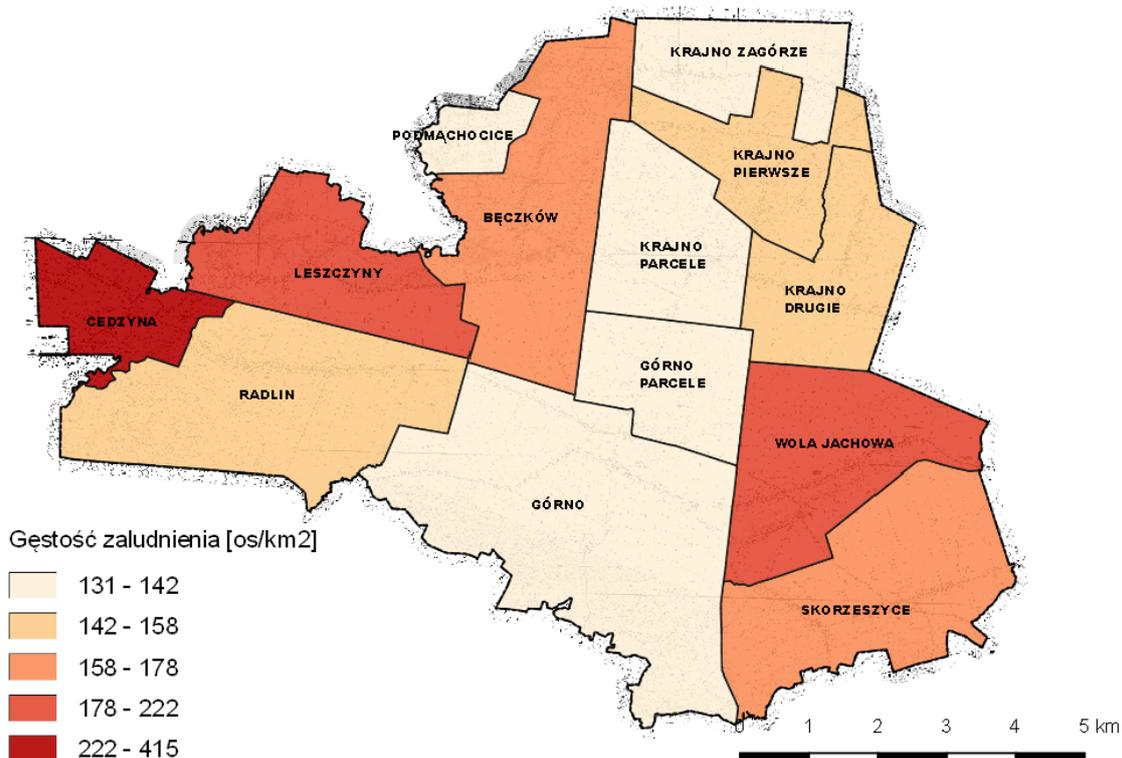 KRAJNO ZAGÓRZE
PODMĄCHOCICE
KRAJNO
PIERWSZE
BĘCZKÓW
KRAJNO
PARCELE
LESZCZYNY
KRAJNO
DRUGIE
CEDZYNA
GÓRNO
PARCELE
RADLIN
WOLA JACHOWA
GÓRNO
SKORZESZYCE
Gęstość zaludnienia [os/km2]
131 - 142
142 - 158
158 - 178
178 - 222
222 - 415
0 1 2 3 4 5 km